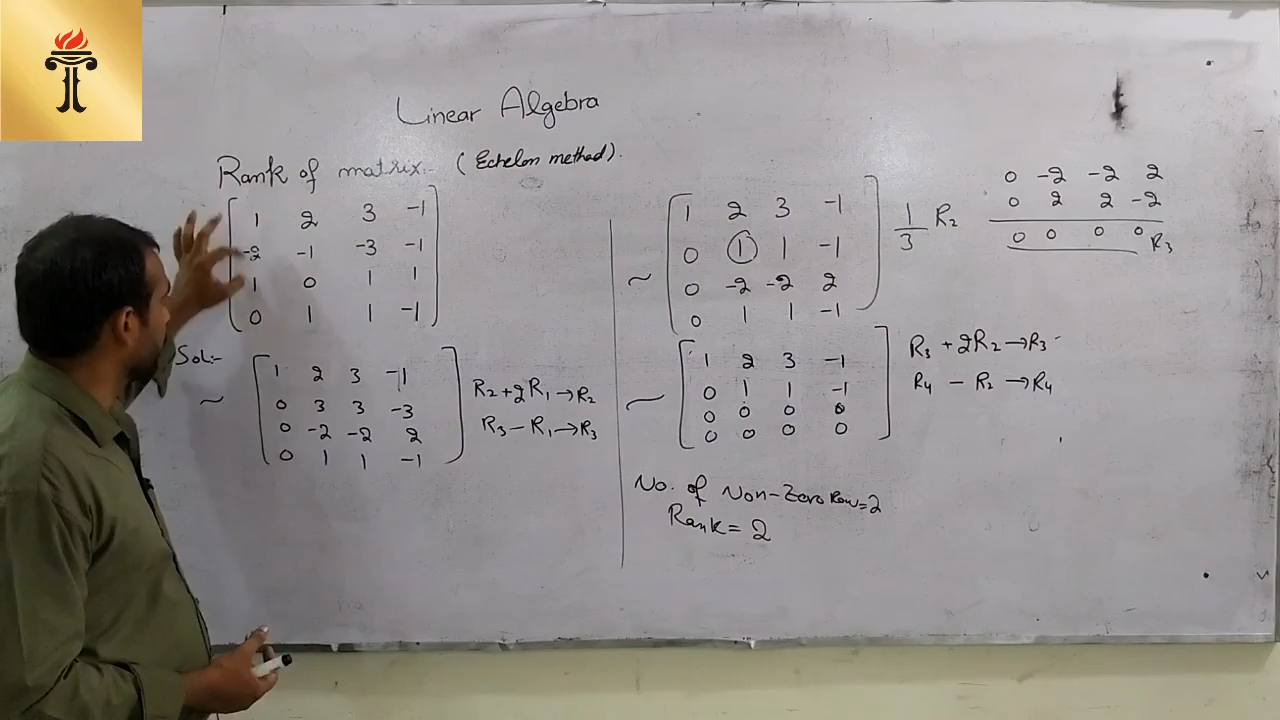 Linear Algebra
Rank of matrix:- (Echelon method).
1 2 3 -1
-2 -1 -3 -1
1 0 1 1
0 1 1 -1
Sol:-
~
1 2 3 -1
0 3 3 -3
0 -2 -2 2
0 1 1 -1
R2+2R1→R2
R3-R1→R3
~
1 2 3 -1
0 1 1 -1
0 -2 -2 2
0 1 1 -1
1/3 R2
0 -2 -2 2
0 2 2 -2
0 0 0 0 R3
~
1 2 3 -1
0 1 1 -1
0 0 0 0
0 0 0 0
R3 + 2R2→R3
R4 - R2→R4
No. of Non-Zero Row=2
Rank = 2